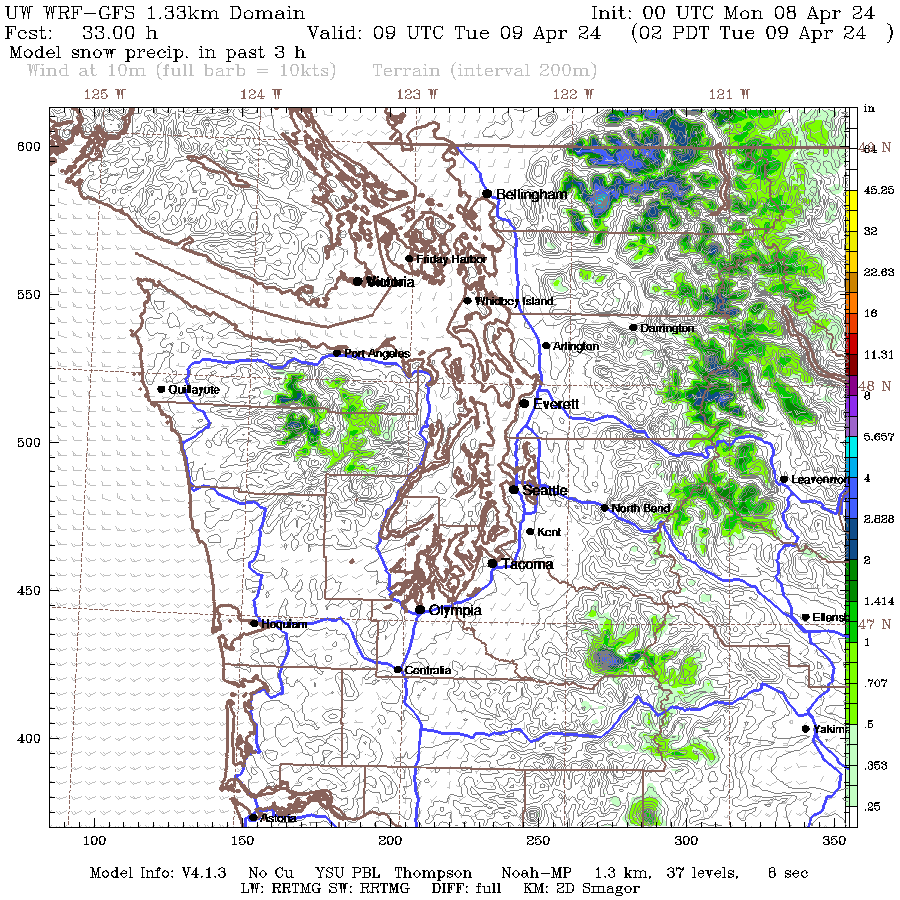 UW WRF-GFS 1.33km Domain Init: 00 UTC Mon 08 Apr 24
Fcst: 33.00 h Valid: 09 UTC Tue 09 Apr 24 (02 PDT Tue 09 Apr 24 )
Model snow precip. in past 3 h
Wind at 10m (full barb = 10kts) Terrain (interval 200m)
125 W 124 W 123 W 122 W 121 W
in
600
64
N
Bellingham
45.25
32
Friday Harbor
Victoria
22.63
550
Whidbey Island
16
Darrington
Arlington
Port Angeles
11.31
Quillayute
48 N
8
Everett
500
5.657
Leavenworth
4
Seattle
North Bend
2.828
Kent
2
Tacoma
450
1.414
Olympia
Ellens
Hoquiam
47 N
1
Centralia
.707
.5
Yakima
400
.353
.25
Astoria
100 150 200 250 300 350
Model Info: V4.1.3 No Cu YSU PBL Thompson Noah-MP 1.3 km, 37 levels, 8 sec
LW: RRTMG SW: RRTMG DIFF: full KM: 2D Smagor